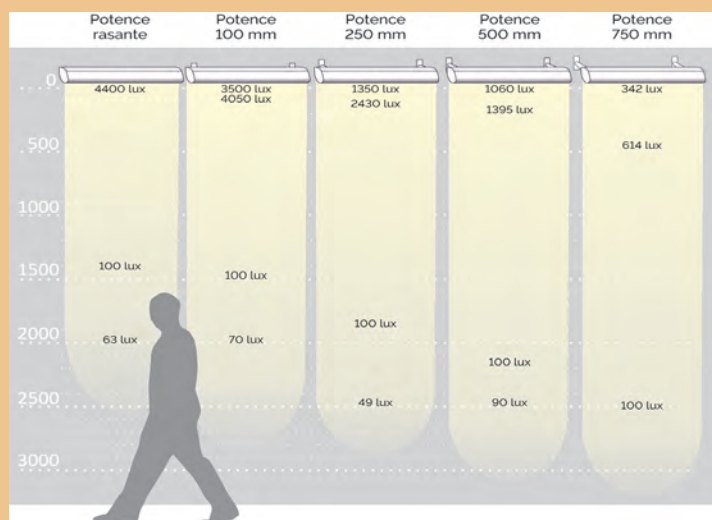 Potence rasante
Potence 100 mm
Potence 250 mm
Potence 500 mm
Potence 750 mm
0
4400 lux
3500 lux
1350 lux
1060 lux
342 lux
4050 lux
2430 lux
1395 lux
500
614 lux
1000
100 lux
1500
100 lux
100 lux
2000
63 lux
70 lux
100 lux
2500
49 lux
90 lux
100 lux
3000